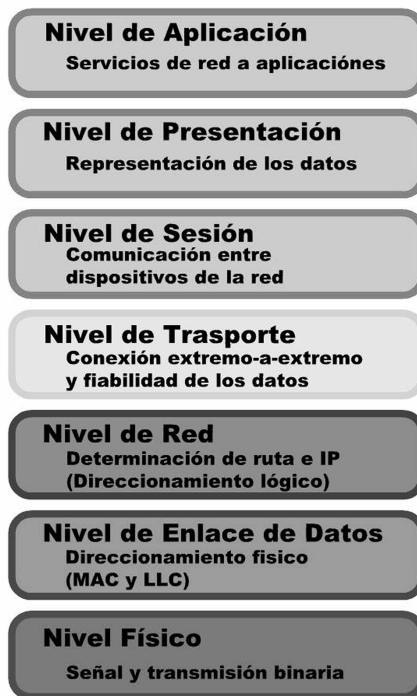 Nivel de Aplicación
Servicios de red a aplicaciónes
Nivel de Presentación
Representación de los datos
Nivel de Sesión
Comunicación entre
dispositivos de la red
Nivel de Trasporte
Conexión extremo-a-extremo
y fiabilidad de los datos
Nivel de Red
Determinación de ruta e IP
(Direccionamiento lógico)
Nivel de Enlace de Datos
Direccionamiento fisico
(MAC y LLC)
Nivel Físico
Señal y transmisión binaria